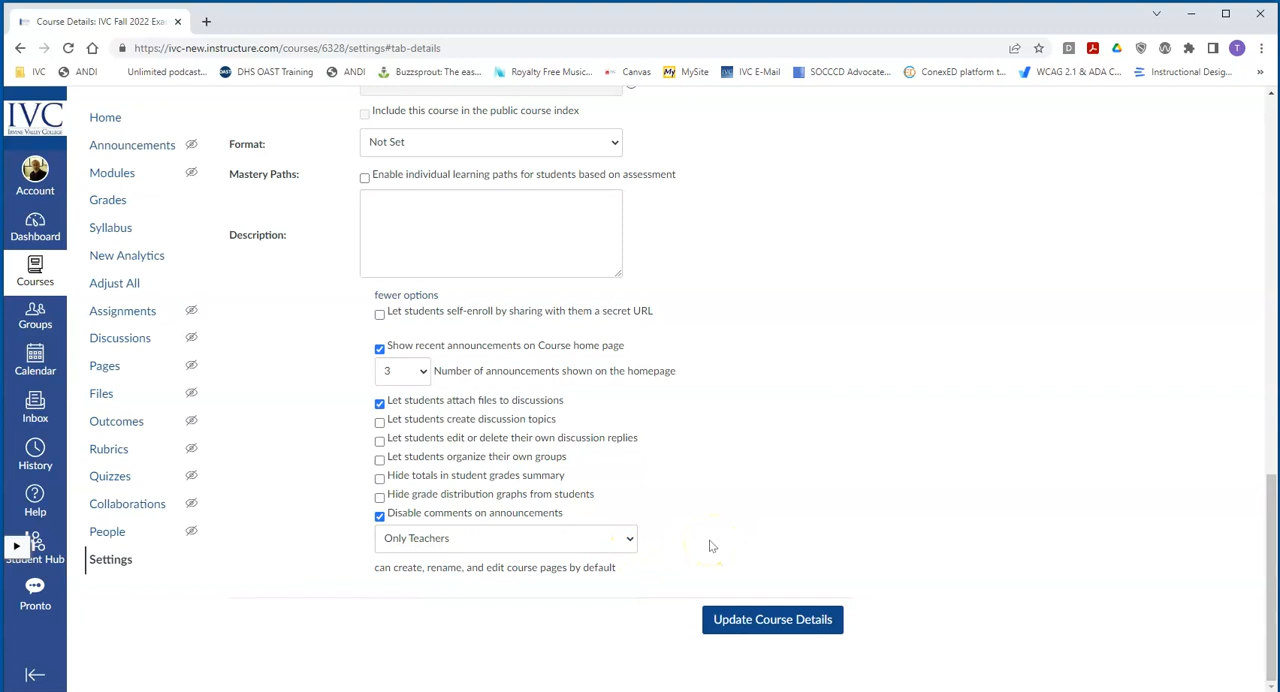 Course Details: IVC Fall 2022 Exa
https://ivc-new.instructure.com/courses/6328/settings#tab-details
T
IVC ANDI Unlimited podcast... DHS OAST Training ANDI Buzzsprout: The eas... Royalty Free Music... Canvas MySite IVC E-Mail SOCCCD Advocate... ConexED platform t... WCAG 2.1 & ADA C... Instructional Desig...
IVC
IRVINE VALLEY COLLEGE
Account
Dashboard
Courses
Groups
Calendar
Inbox
History
Help
Student Hub
Pronto
Home
Announcements
Modules
Grades
Syllabus
New Analytics
Adjust All
Assignments
Discussions
Pages
Files
Outcomes
Rubrics
Quizzes
Collaborations
People
Settings
Include this course in the public course index
Format: Not Set
Mastery Paths: Enable individual learning paths for students based on assessment
Description:
fewer options
Let students self-enroll by sharing with them a secret URL
Show recent announcements on Course home page
3 Number of announcements shown on the homepage
Let students attach files to discussions
Let students create discussion topics
Let students edit or delete their own discussion replies
Let students organize their own groups
Hide totals in student grades summary
Hide grade distribution graphs from students
Disable comments on announcements
Only Teachers
can create, rename, and edit course pages by default
Update Course Details